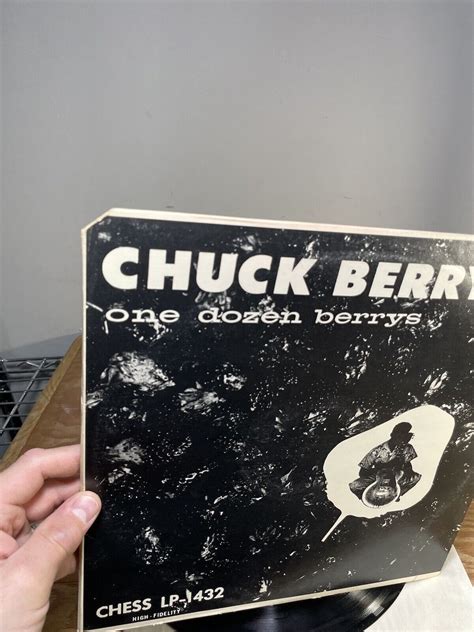 CHUCK BERRY
one dozen berrys
CHESS LP-1432
HIGH-FIDELITY